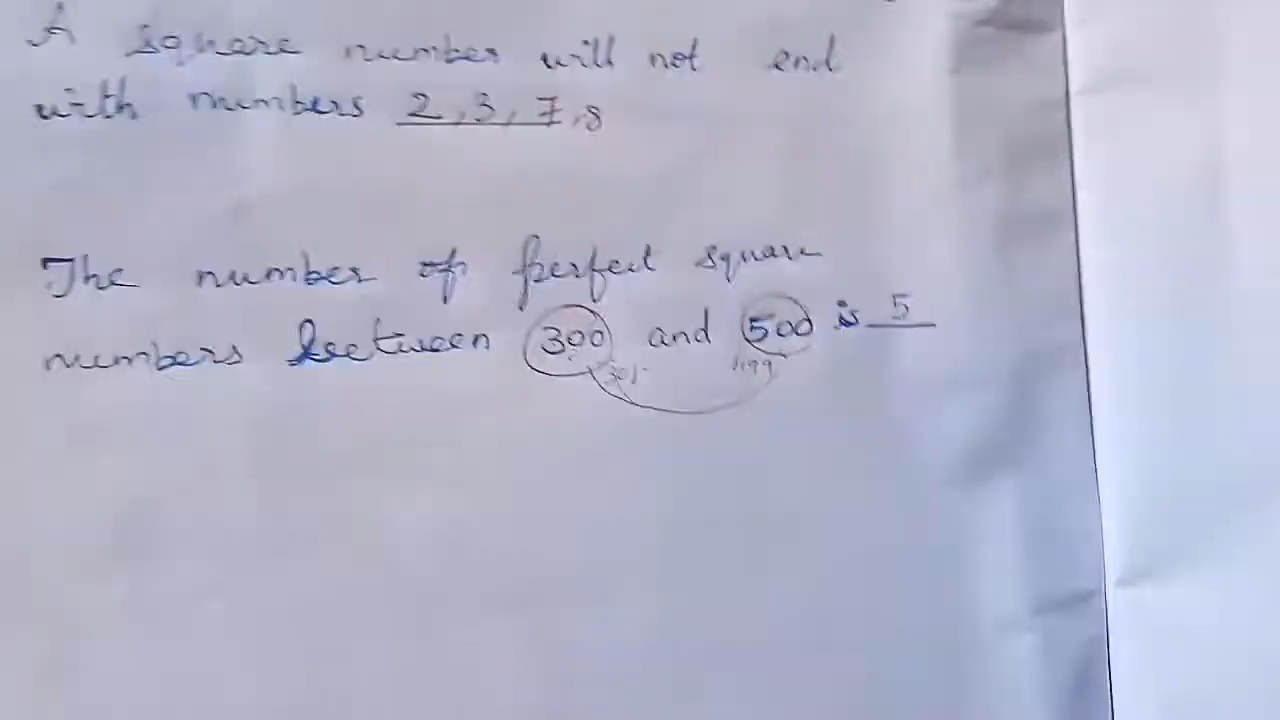 A square number will not end
with numbers 2, 3, 7, 8
The number of perfect square
numbers between 300 and 500 is 5
301
499